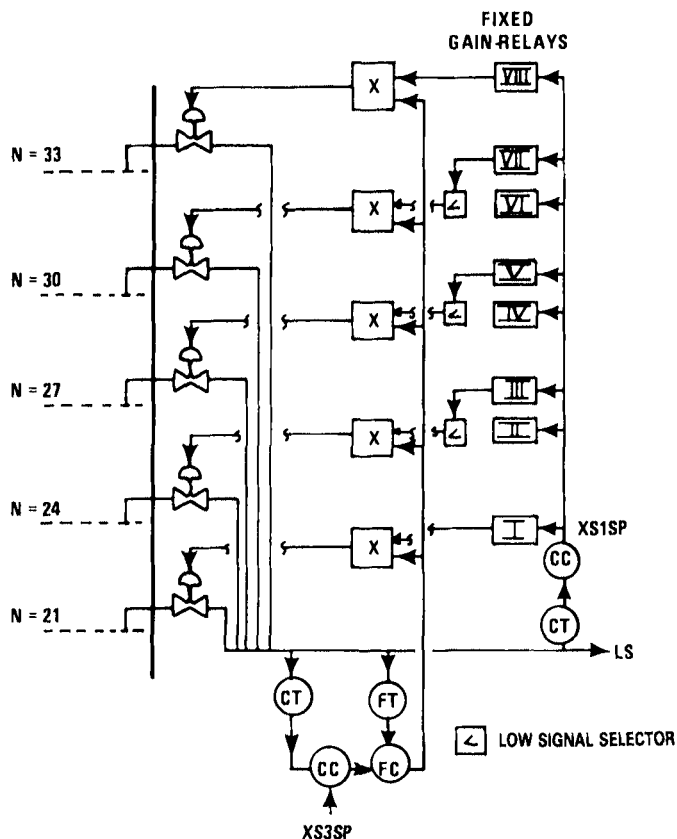 FIXED
GAIN-RELAYS
X
VIII
N = 33
VII
X
<
VI
N = 30
V
X
<
IV
N = 27
III
X
<
II
N = 24
X
I
XS1SP
CC
N = 21
CT
LS
CT
FT
< LOW SIGNAL SELECTOR
CC
FC
XS3SP